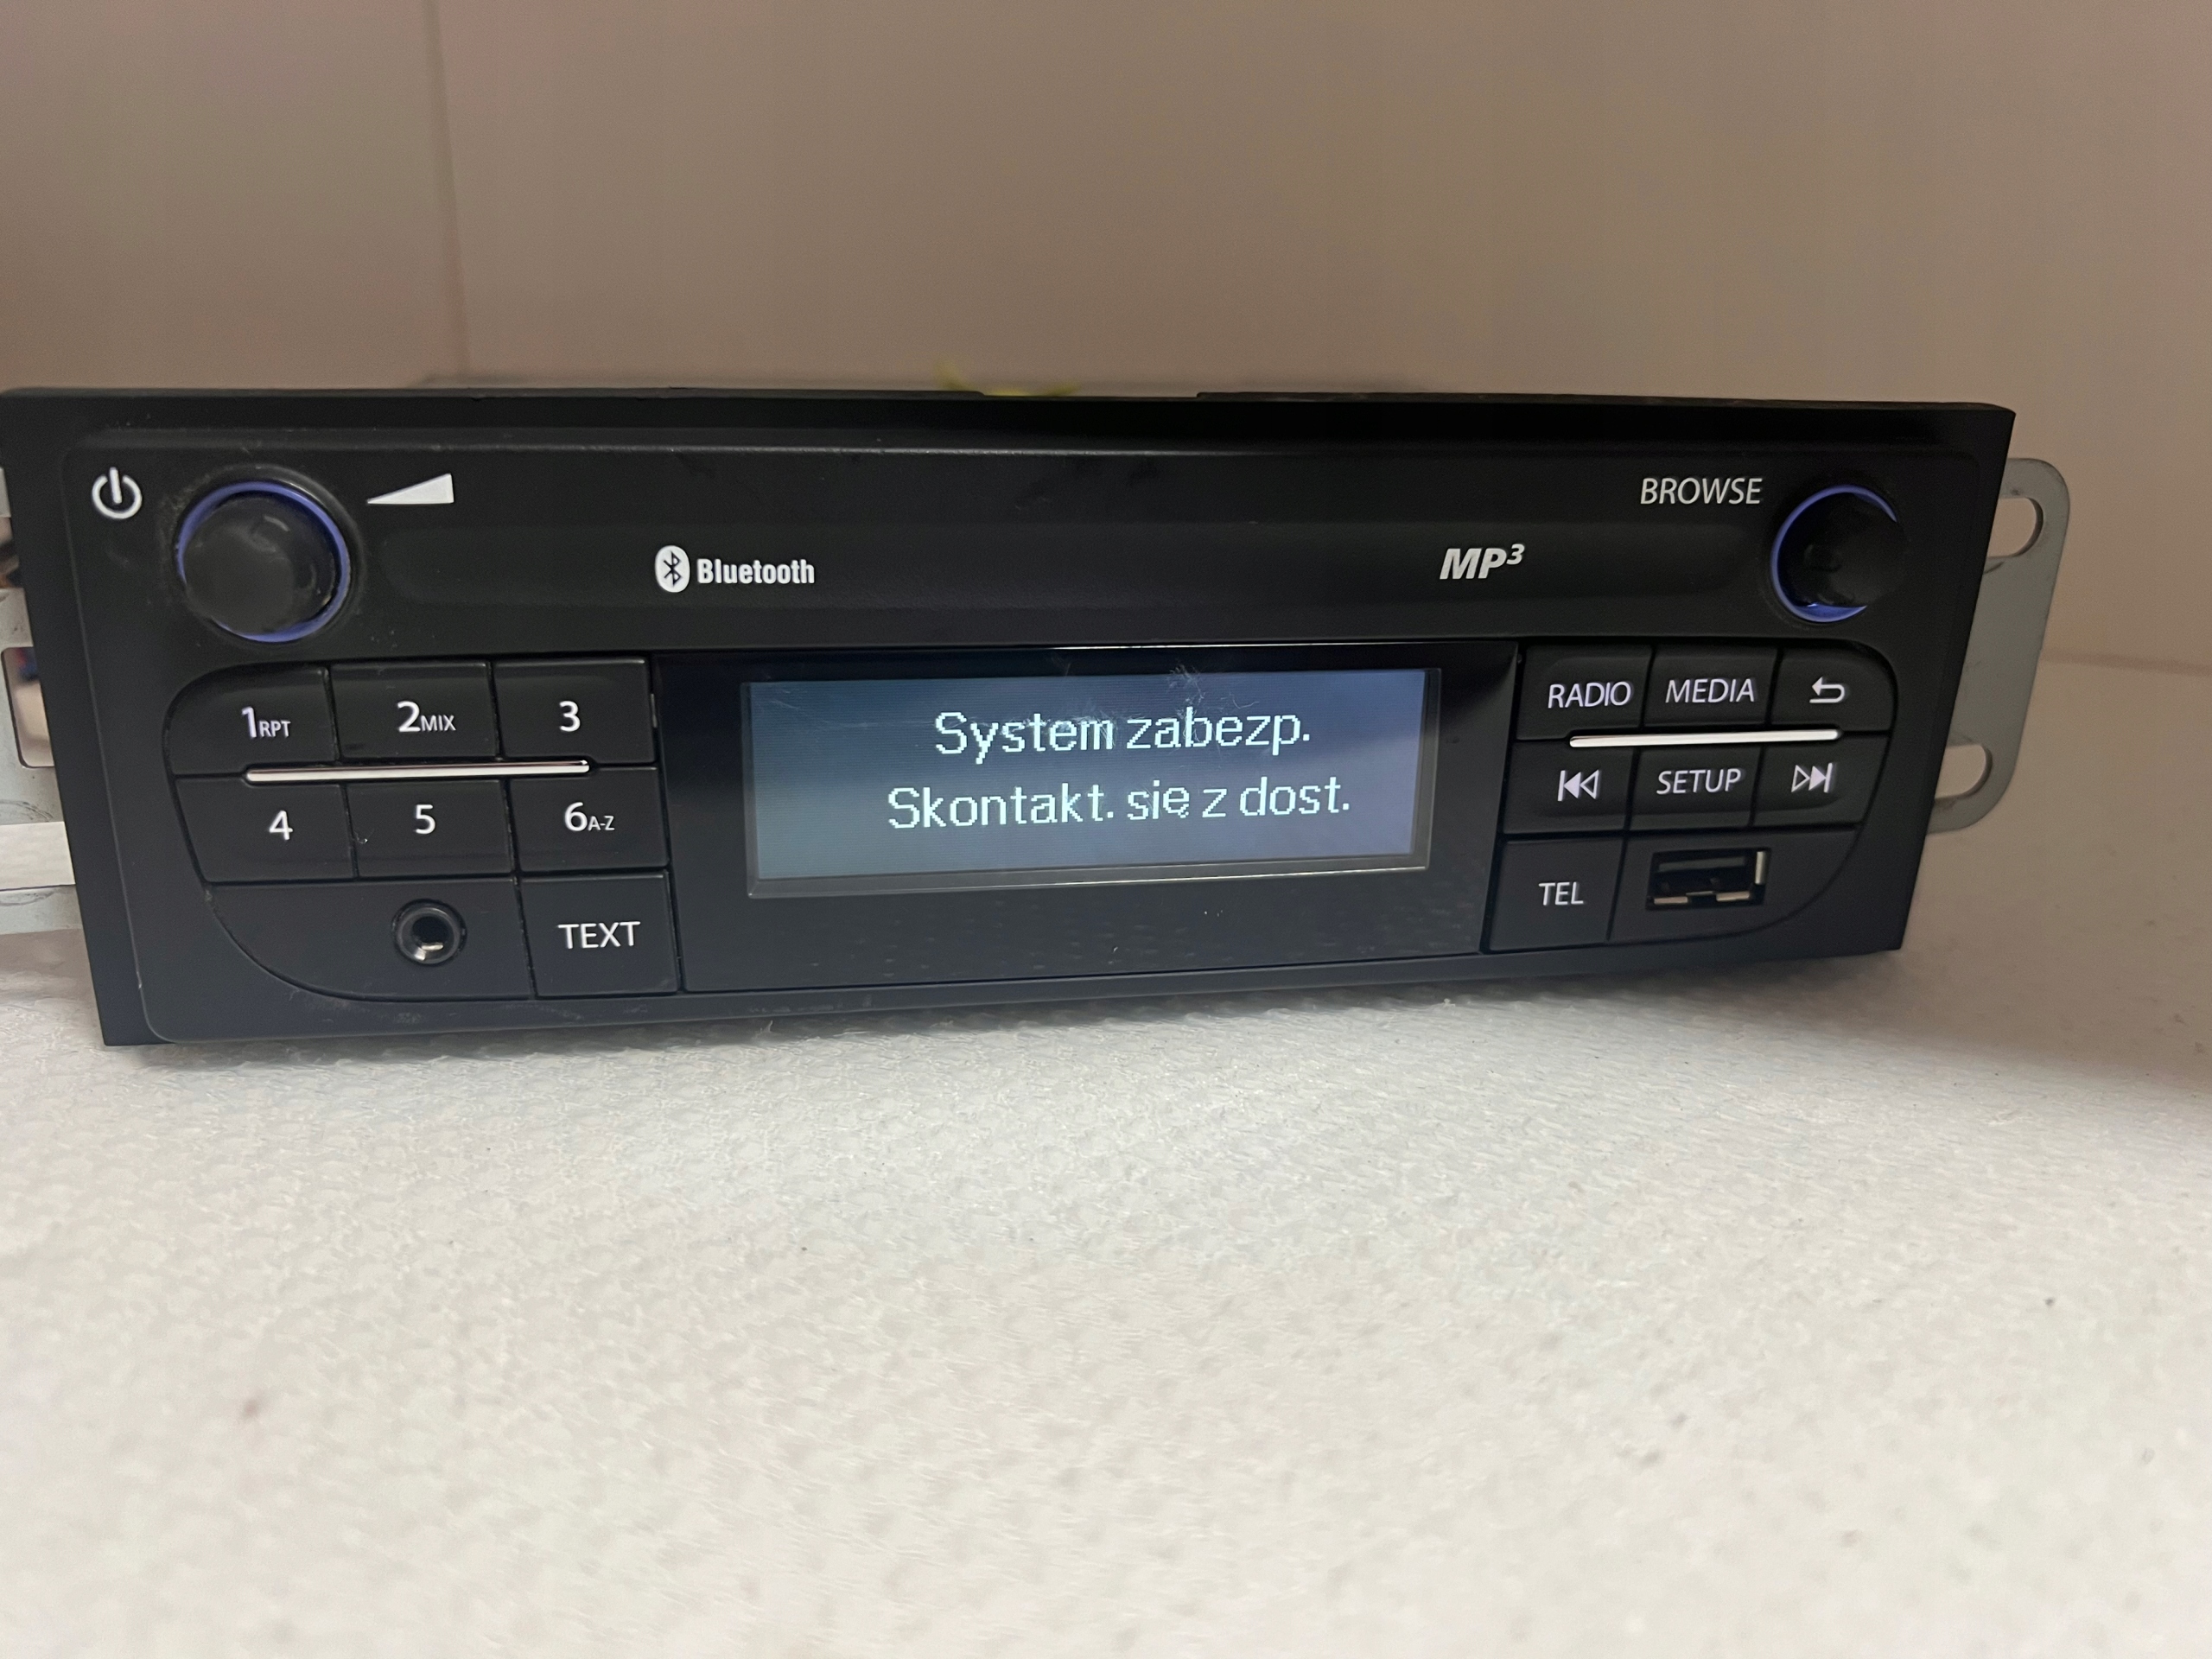 BROWSE
Bluetooth
MP3
1RPT 2MIX 3
RADIO MEDIA
System zabezp.
Skontakt. się z dost.
4 5 6A-Z
SETUP
TEXT
TEL